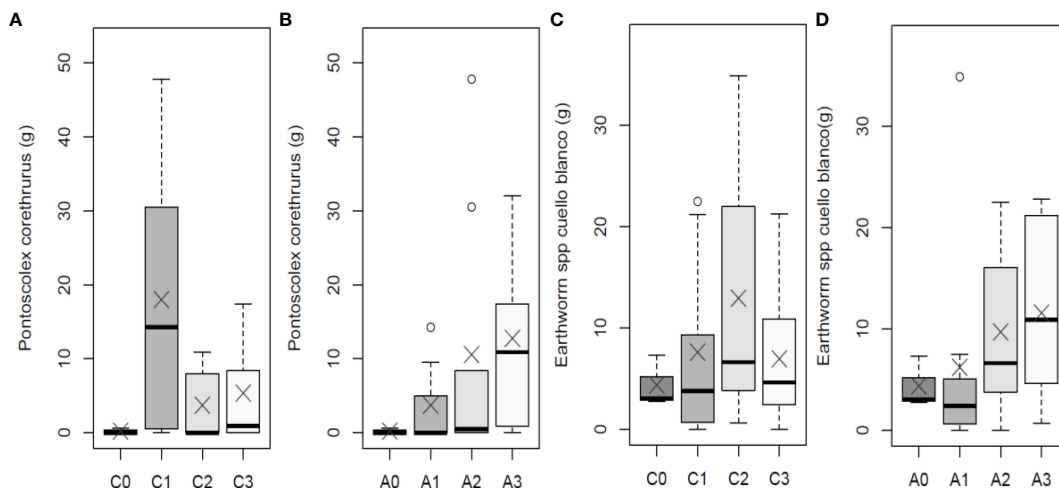 A
Pontoscolex corethrurus (g)
50
40
30
20
10
0
C0 C1 C2 C3
B
Pontoscolex corethrurus (g)
50
40
30
20
10
0
A0 A1 A2 A3
C
Earthworm spp cuello blanco (g)
30
20
10
0
C0 C1 C2 C3
D
Earthworm spp cuello blanco(g)
30
20
10
0
A0 A1 A2 A3